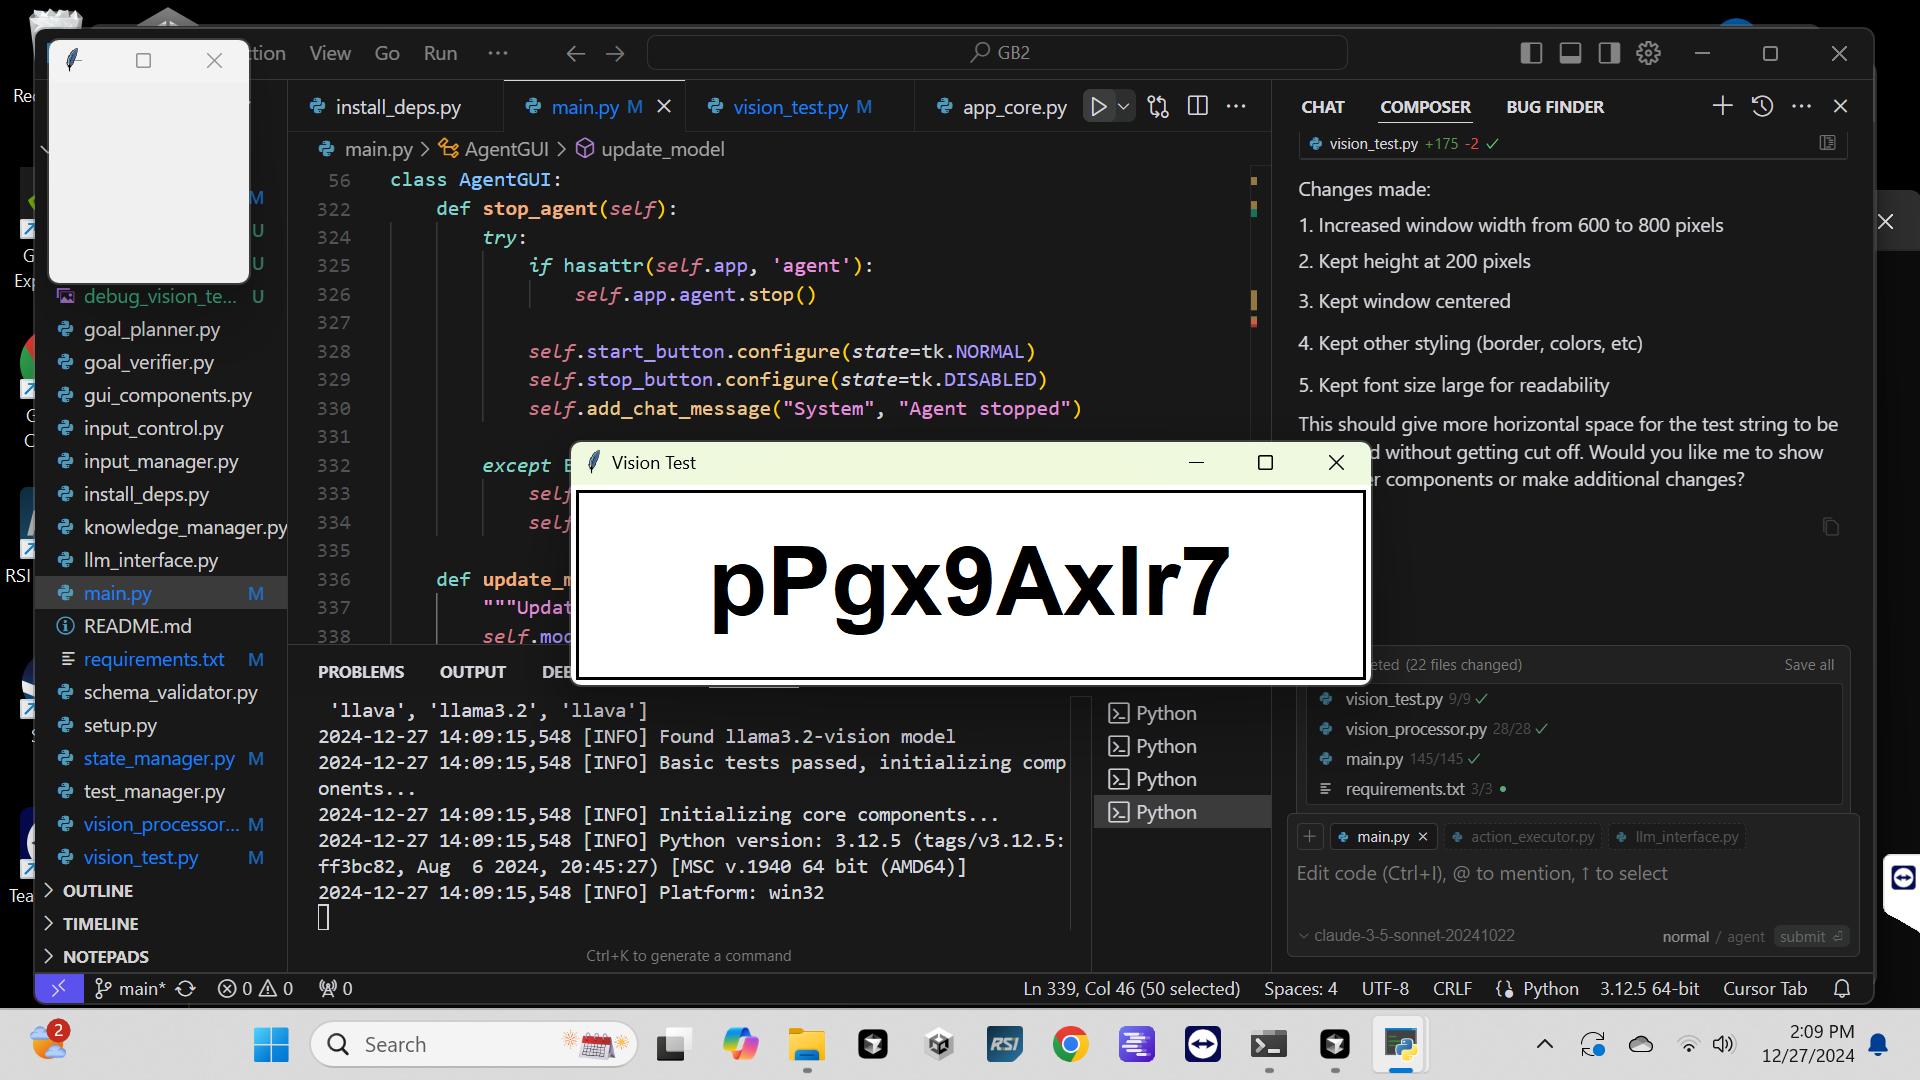 Rec
ction View Go Run ···
GB2
install_deps.py
main.py M
vision_test.py M
app_core.py
main.py > AgentGUI > update_model
56 class AgentGUI:
322 def stop_agent(self):
324 try:
325 if hasattr(self.app, 'agent'):
326 self.app.agent.stop()
327
328 self.start_button.configure(state=tk.NORMAL)
329 self.stop_button.configure(state=tk.DISABLED)
330 self.add_chat_message("System", "Agent stopped")
331
332 except E
333 self
334 self
335
336 def update_m
337 """Updat
338 self.mod
M
U
U
debug_vision_te... U
goal_planner.py
goal_verifier.py
gui_components.py
input_control.py
input_manager.py
install_deps.py
knowledge_manager.py
llm_interface.py
main.py M
README.md
requirements.txt M
schema_validator.py
setup.py
state_manager.py M
test_manager.py
vision_processor... M
vision_test.py M
OUTLINE
TIMELINE
NOTEPADS
G
Exp
G
C
RSI
S
Tea
Vision Test
pPgx9AxIr7
CHAT COMPOSER BUG FINDER
vision_test.py +175 -2
Changes made:
1. Increased window width from 600 to 800 pixels
2. Kept height at 200 pixels
3. Kept window centered
4. Kept other styling (border, colors, etc)
5. Kept font size large for readability
This should give more horizontal space for the test string to be
d without getting cut off. Would you like me to show
r components or make additional changes?
eted (22 files changed) Save all
vision_test.py 9/9
vision_processor.py 28/28
main.py 145/145
requirements.txt 3/3
main.py action_executor.py llm_interface.py
Edit code (Ctrl+I), @ to mention, ↑ to select
claude-3-5-sonnet-20241022
normal / agent submit
PROBLEMS OUTPUT DEB
'llava', 'llama3.2', 'llava']
2024-12-27 14:09:15,548 [INFO] Found llama3.2-vision model
2024-12-27 14:09:15,548 [INFO] Basic tests passed, initializing comp
onents...
2024-12-27 14:09:15,548 [INFO] Initializing core components...
2024-12-27 14:09:15,548 [INFO] Python version: 3.12.5 (tags/v3.12.5:
ff3bc82, Aug 6 2024, 20:45:27) [MSC v.1940 64 bit (AMD64)]
2024-12-27 14:09:15,548 [INFO] Platform: win32
Python
Python
Python
Python
Ctrl+K to generate a command
main* 0 0 0
Ln 339, Col 46 (50 selected) Spaces: 4 UTF-8 CRLF Python 3.12.5 64-bit Cursor Tab
2
Search
RSI
2:09 PM
12/27/2024